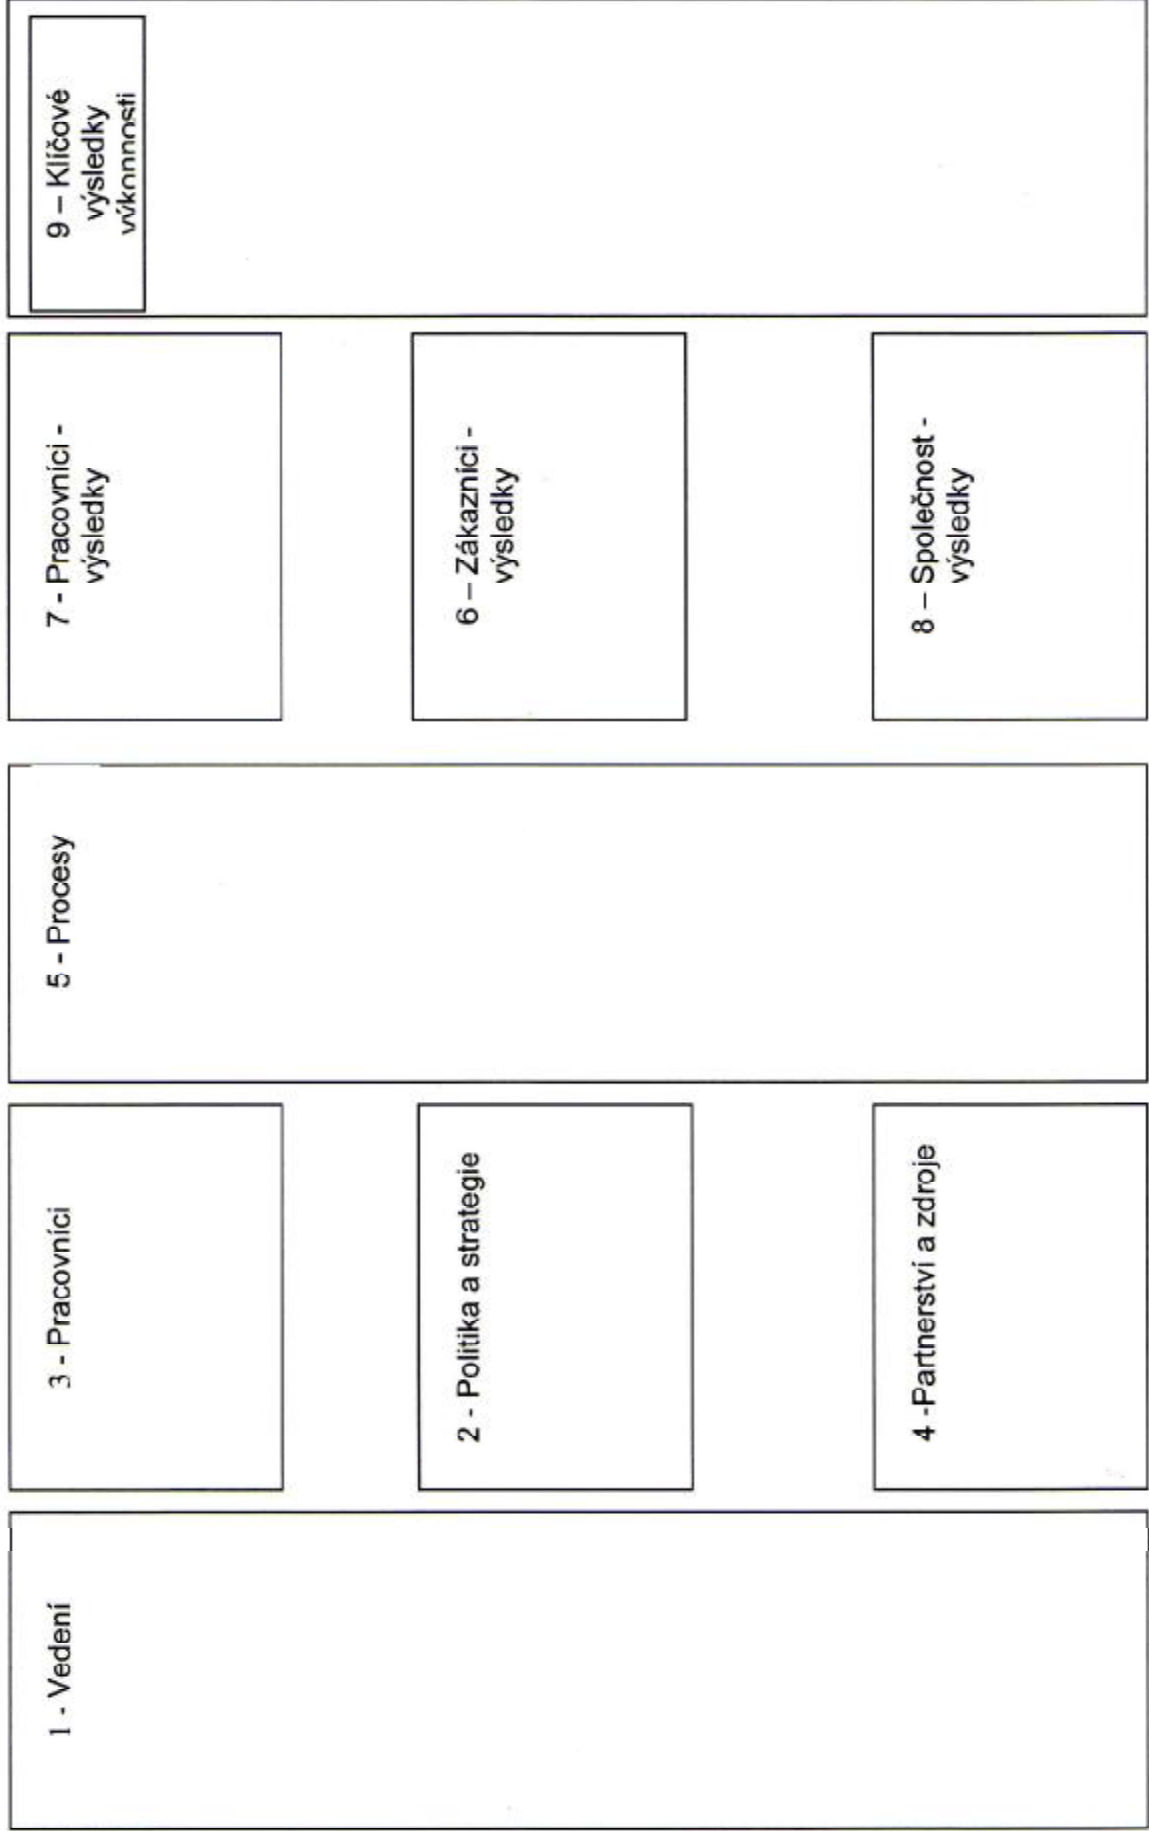 1 - Vedení
3 - Pracovníci
2 - Politika a strategie
4 -Partnerství a zdroje
5 - Procesy
7 - Pracovníci -
výsledky
6 – Zákazníci -
výsledky
8 – Společnost -
výsledky
9 – Klíčové
výsledky
výkonnosti